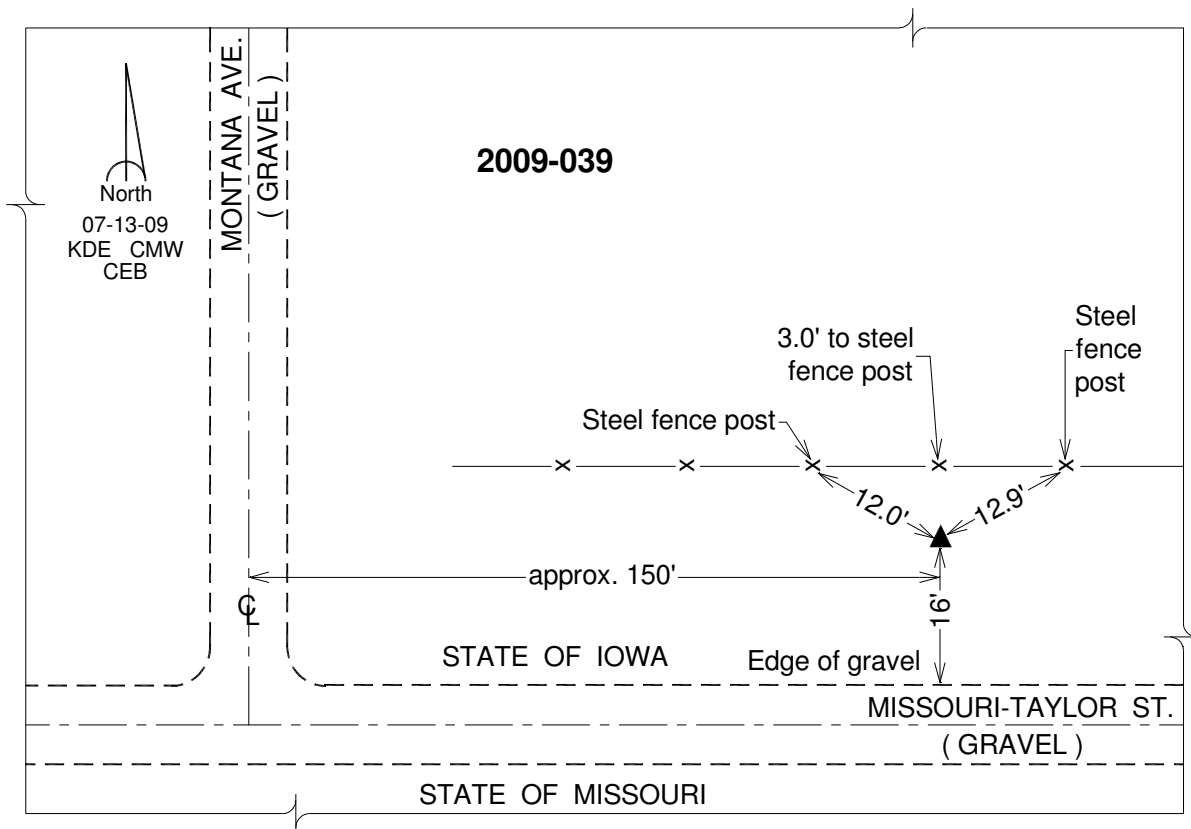 MONTANA AVE.
( GRAVEL )
2009-039
North
07-13-09
KDE CMW
CEB
3.0' to steel
fence post
Steel
fence
post
Steel fence post
12.0'
12.9'
approx. 150'
16'
CL
STATE OF IOWA
Edge of gravel
MISSOURI-TAYLOR ST.
( GRAVEL )
STATE OF MISSOURI
x x x x x